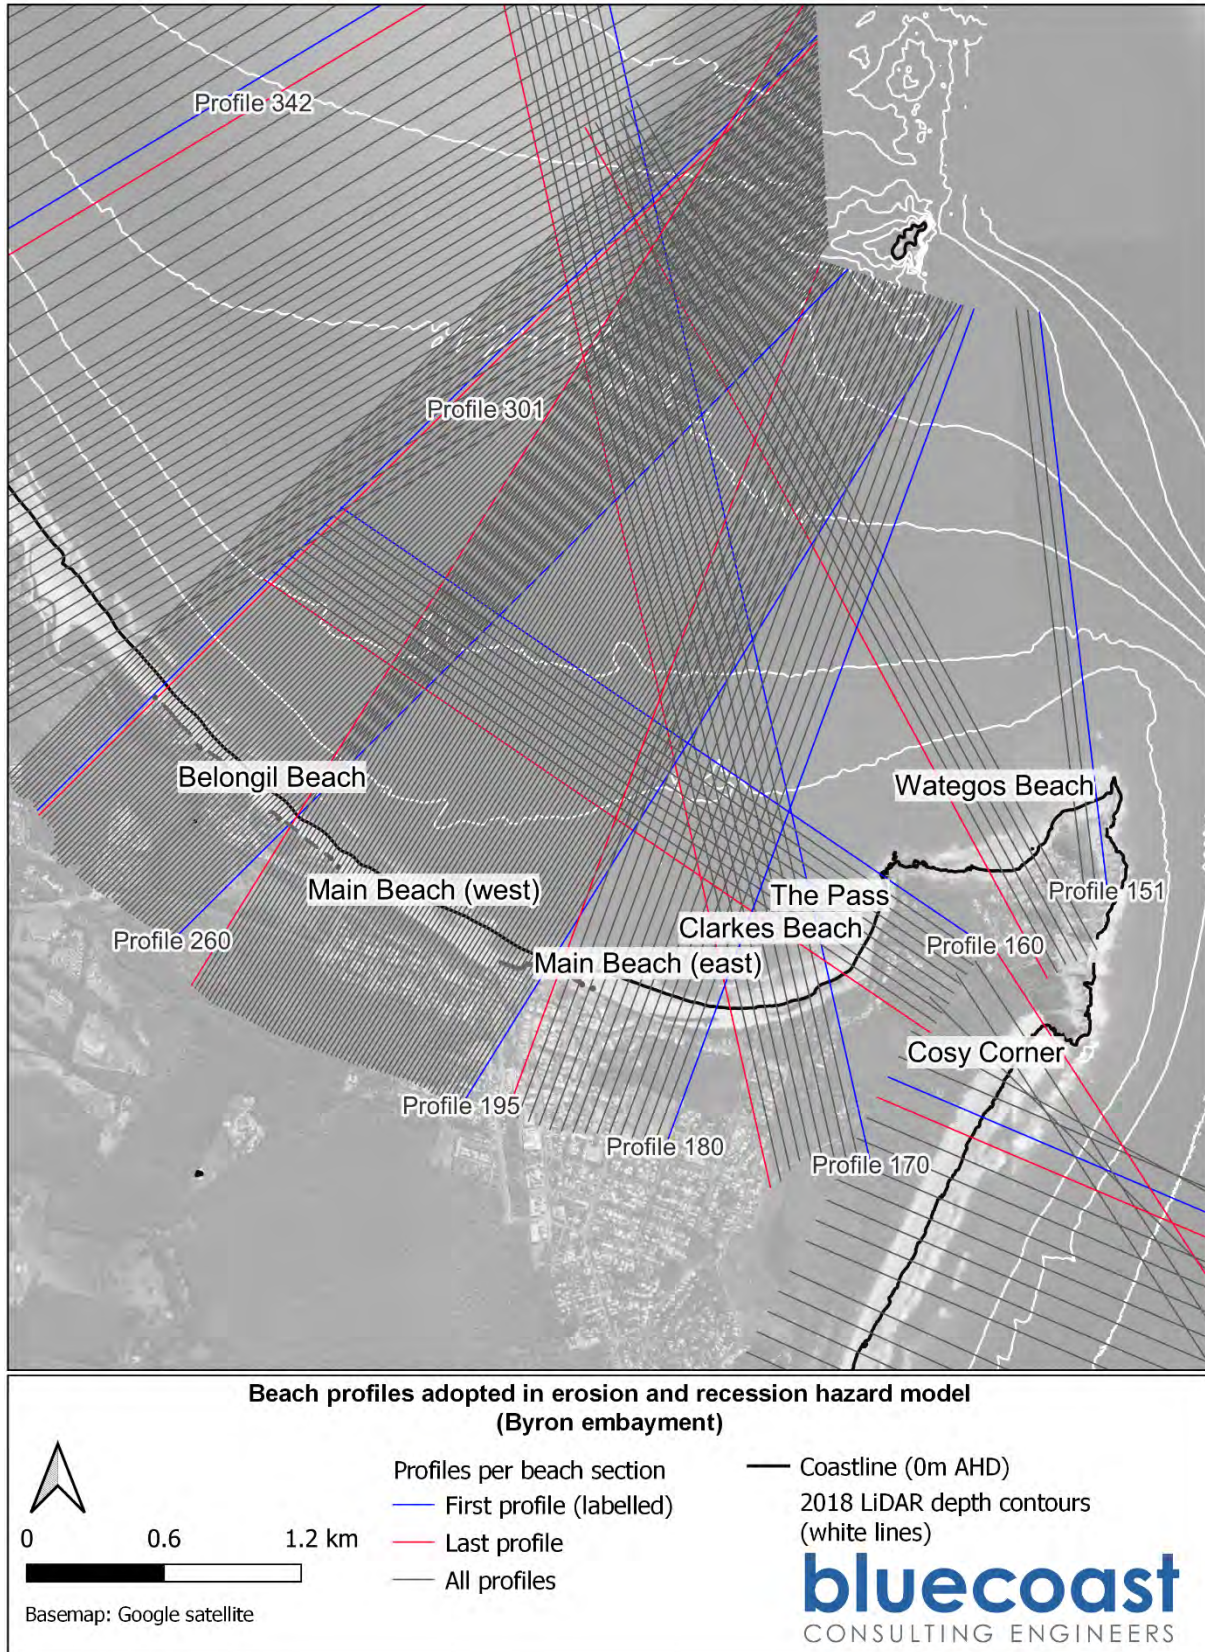 Profile 342
Profile 301
Belongil Beach
Wategos Beach
Main Beach (west)
Profile 151
The Pass
Clarkes Beach
Profile 260
Profile 160
Main Beach (east)
Cosy Corner
Profile 195
Profile 180
Profile 170
Beach profiles adopted in erosion and recession hazard model
(Byron embayment)
Profiles per beach section
First profile (labelled)
Last profile
All profiles
Coastline (0m AHD)
2018 LiDAR depth contours
(white lines)
0 0.6 1.2 km
Basemap: Google satellite
bluecoast
CONSULTING ENGINEERS